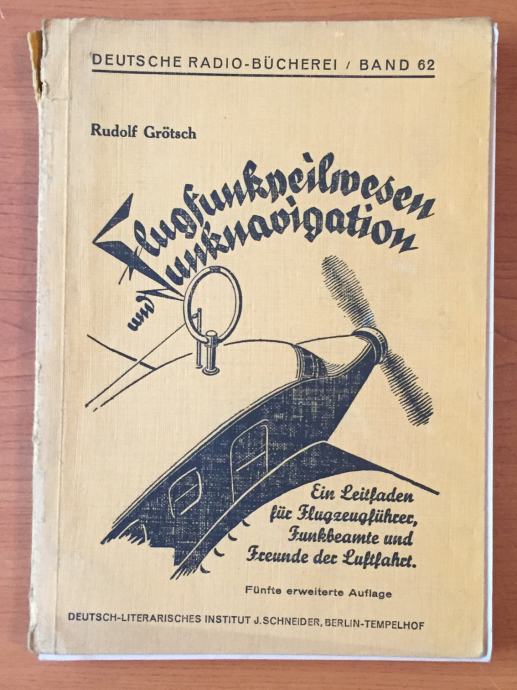 DEUTSCHE RADIO-BÜCHEREI / BAND 62
Rudolf Grötsch
Flugfunkpeilwesen
und Funknavigation
Ein Leitfaden
für Flugzeugführer,
Funkbeamte und
Freunde der Luftfahrt.
Fünfte erweiterte Auflage
DEUTSCH-LITERARISCHES INSTITUT J. SCHNEIDER, BERLIN-TEMPELHOF